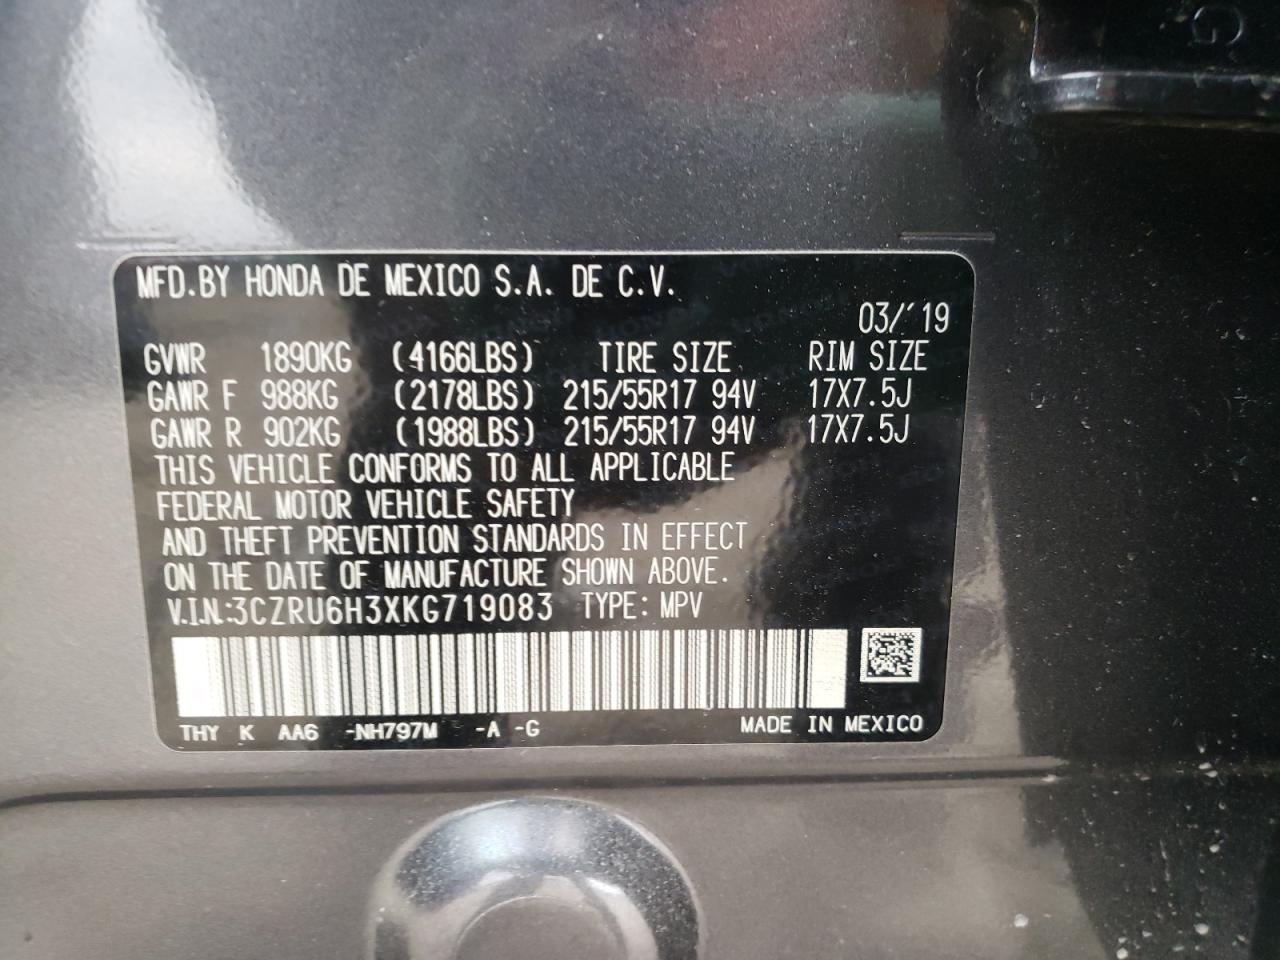 MFD.BY HONDA DE MEXICO S.A. DE C.V.
03/'19
GVWR 1890KG (4166LBS) TIRE SIZE RIM SIZE
GAWR F 988KG (2178LBS) 215/55R17 94V 17X7.5J
GAWR R 902KG (1988LBS) 215/55R17 94V 17X7.5J
THIS VEHICLE CONFORMS TO ALL APPLICABLE
FEDERAL MOTOR VEHICLE SAFETY
AND THEFT PREVENTION STANDARDS IN EFFECT
ON THE DATE OF MANUFACTURE SHOWN ABOVE.
V.I.N.:3CZRU6H3XKG719083 TYPE: MPV
THY K AA6 -NH797M -A -G MADE IN MEXICO